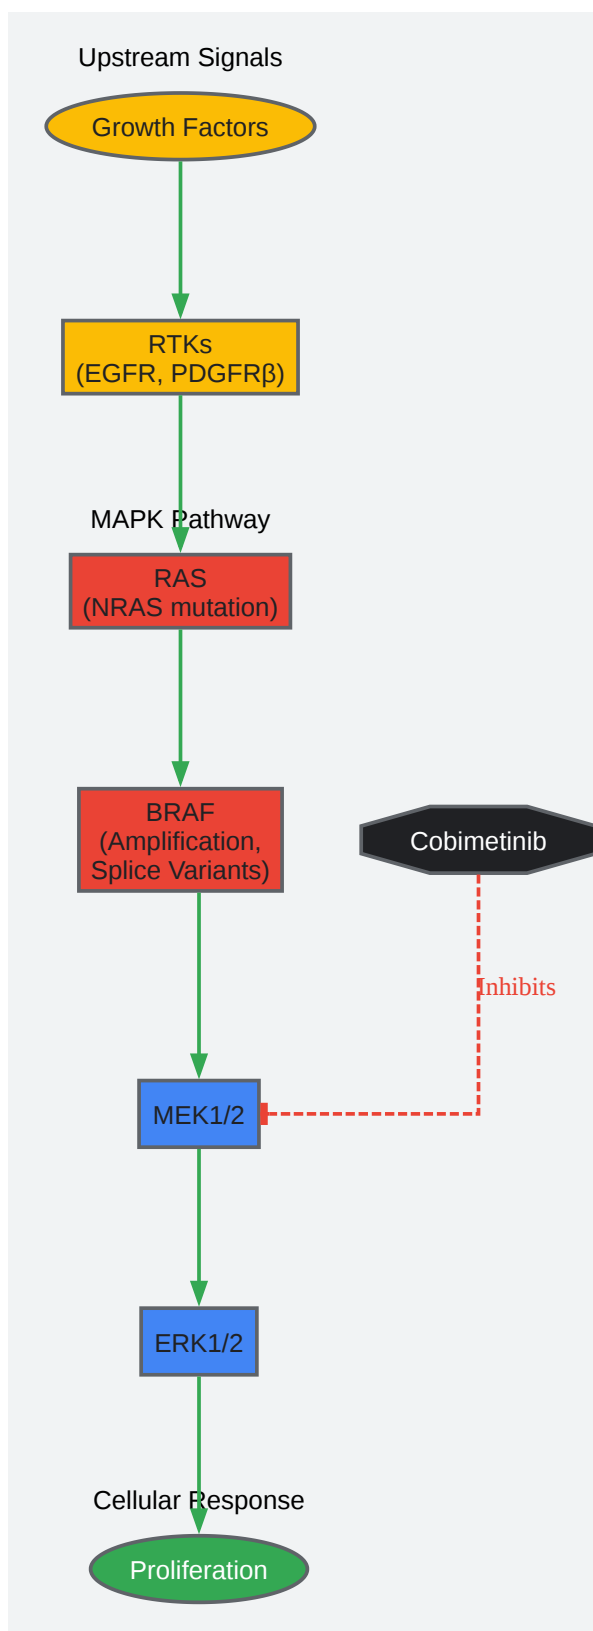 Upstream Signals
Growth Factors
RTKs
(EGFR, PDGFRβ)
MAPK Pathway
RAS
(NRAS mutation)
BRAF
(Amplification,
Splice Variants)
Cobimetinib
Inhibits
MEK1/2
ERK1/2
Cellular Response
Proliferation